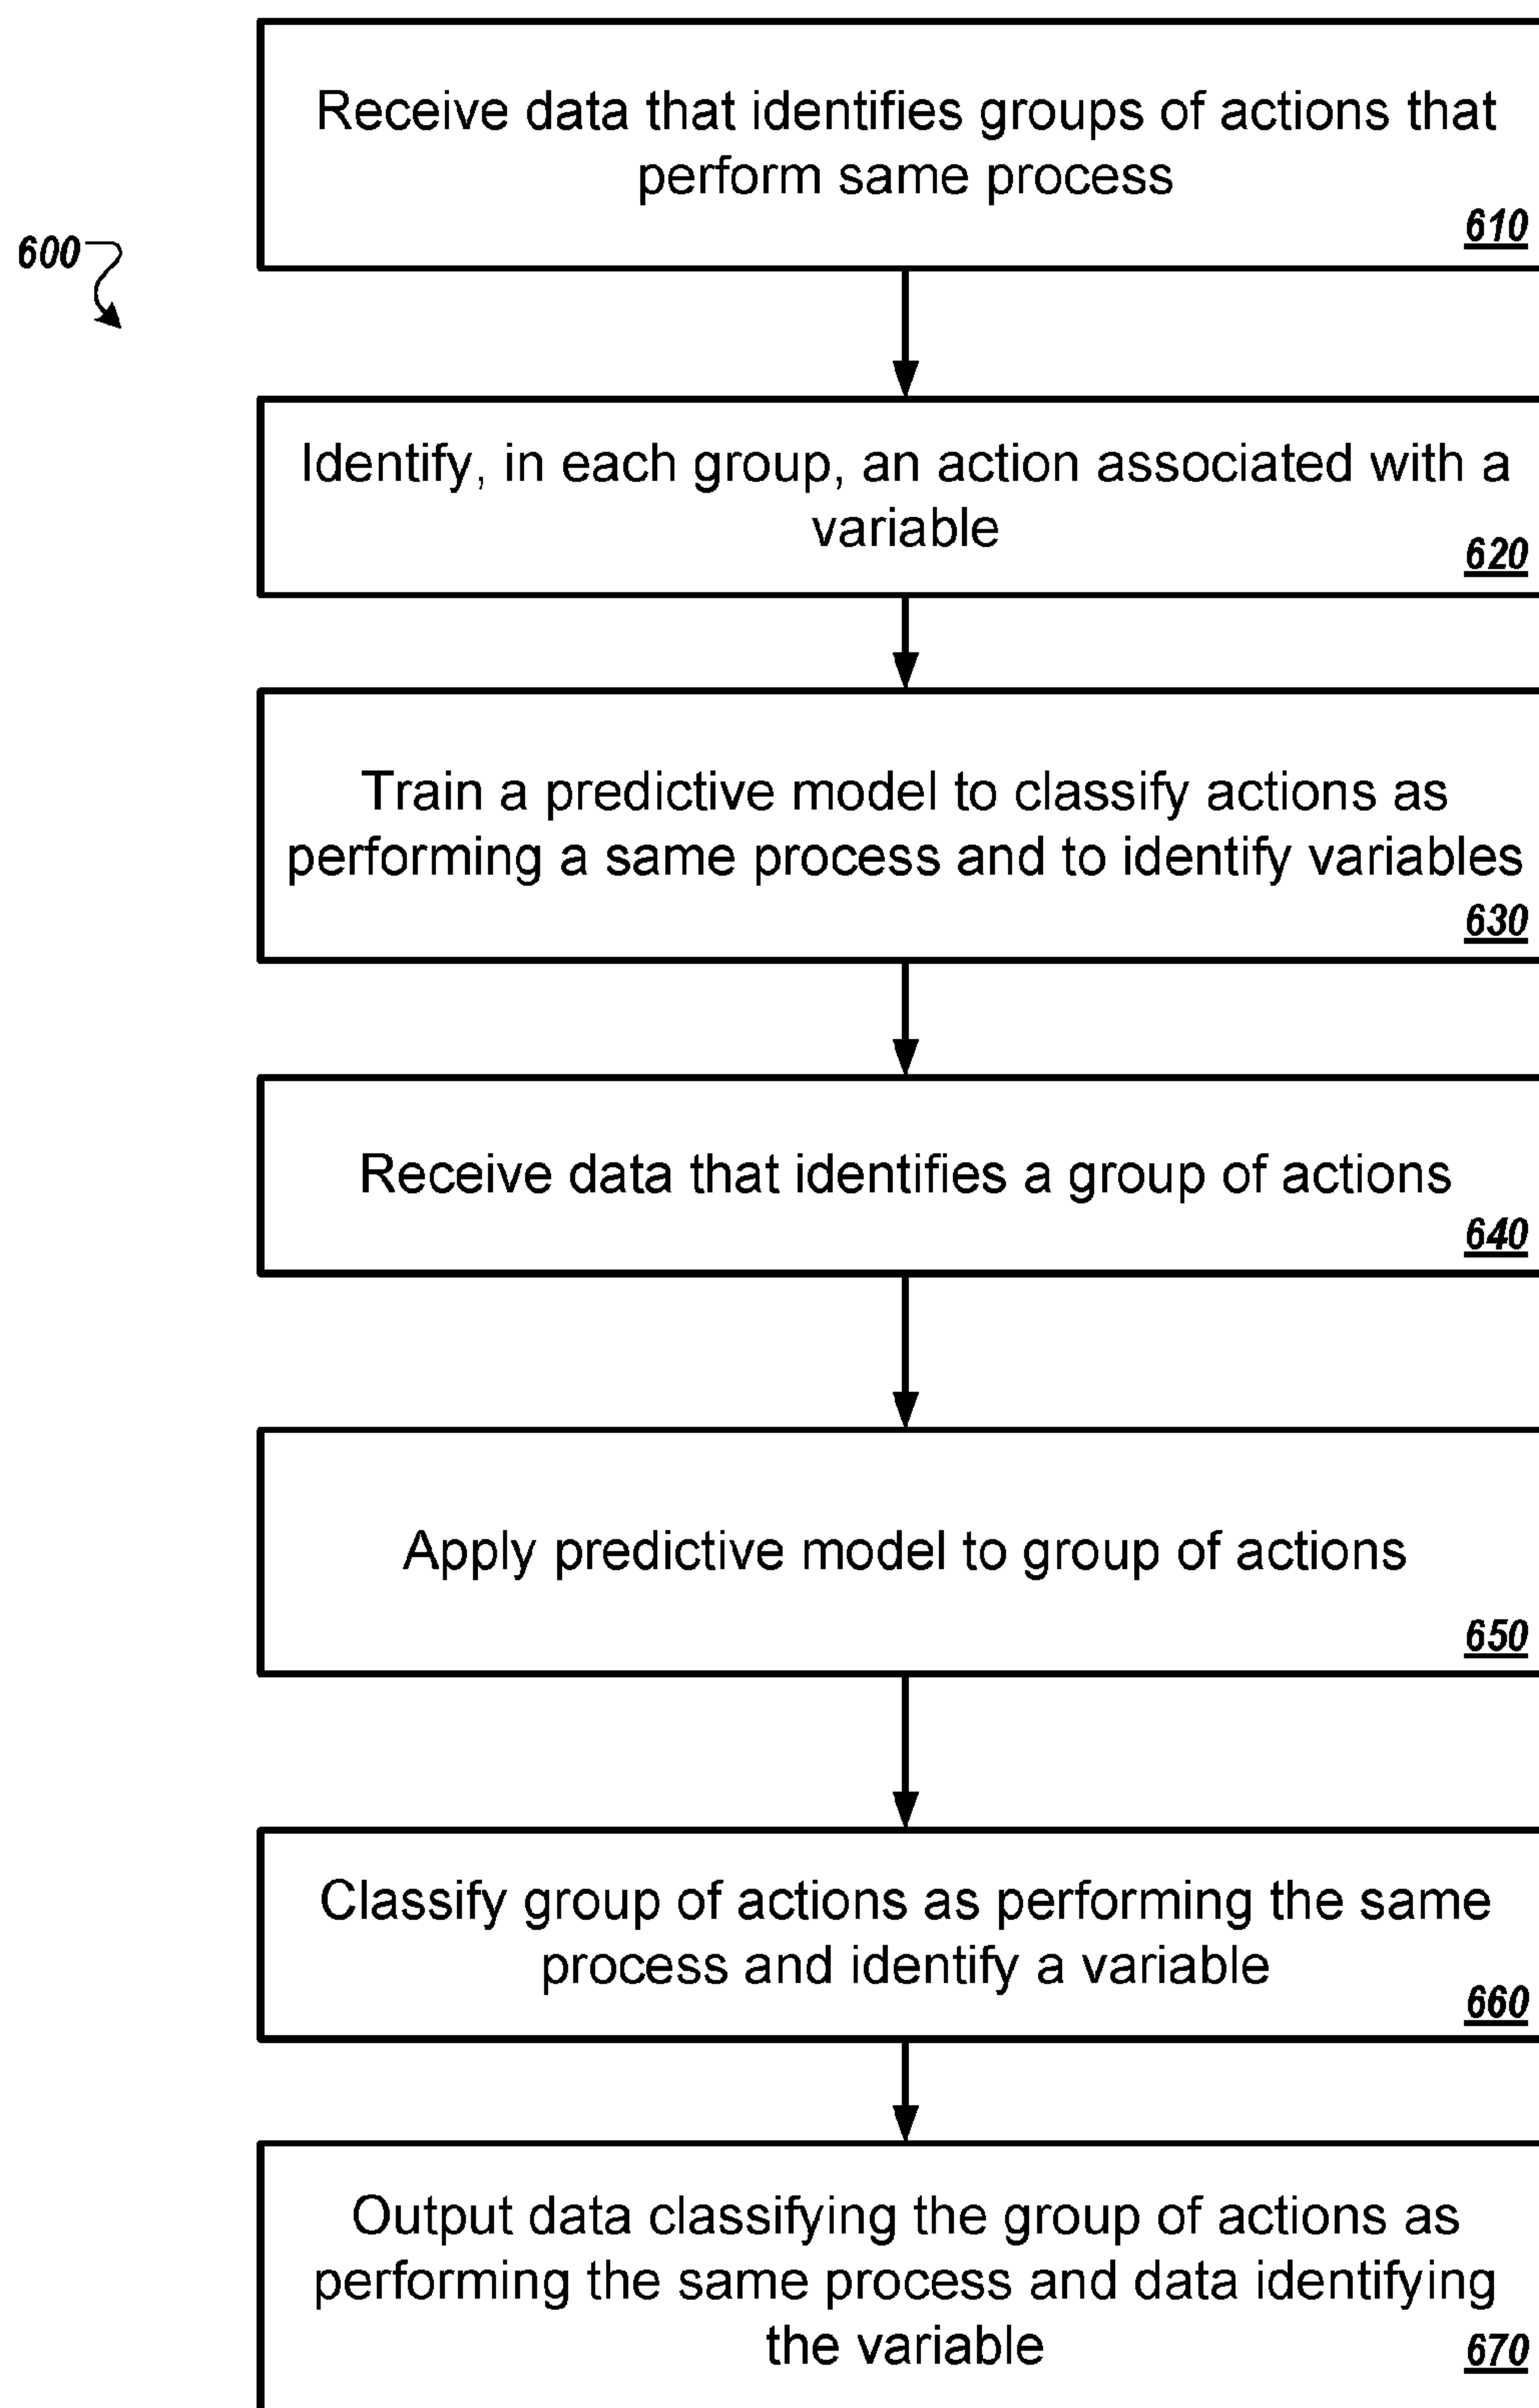 Receive data that identifies groups of actions that
perform same process
610
600
Identify, in each group, an action associated with a
variable
620
Train a predictive model to classify actions as
performing a same process and to identify variables
630
Receive data that identifies a group of actions
640
Apply predictive model to group of actions
650
Classify group of actions as performing the same
process and identify a variable
660
Output data classifying the group of actions as
performing the same process and data identifying
the variable
670